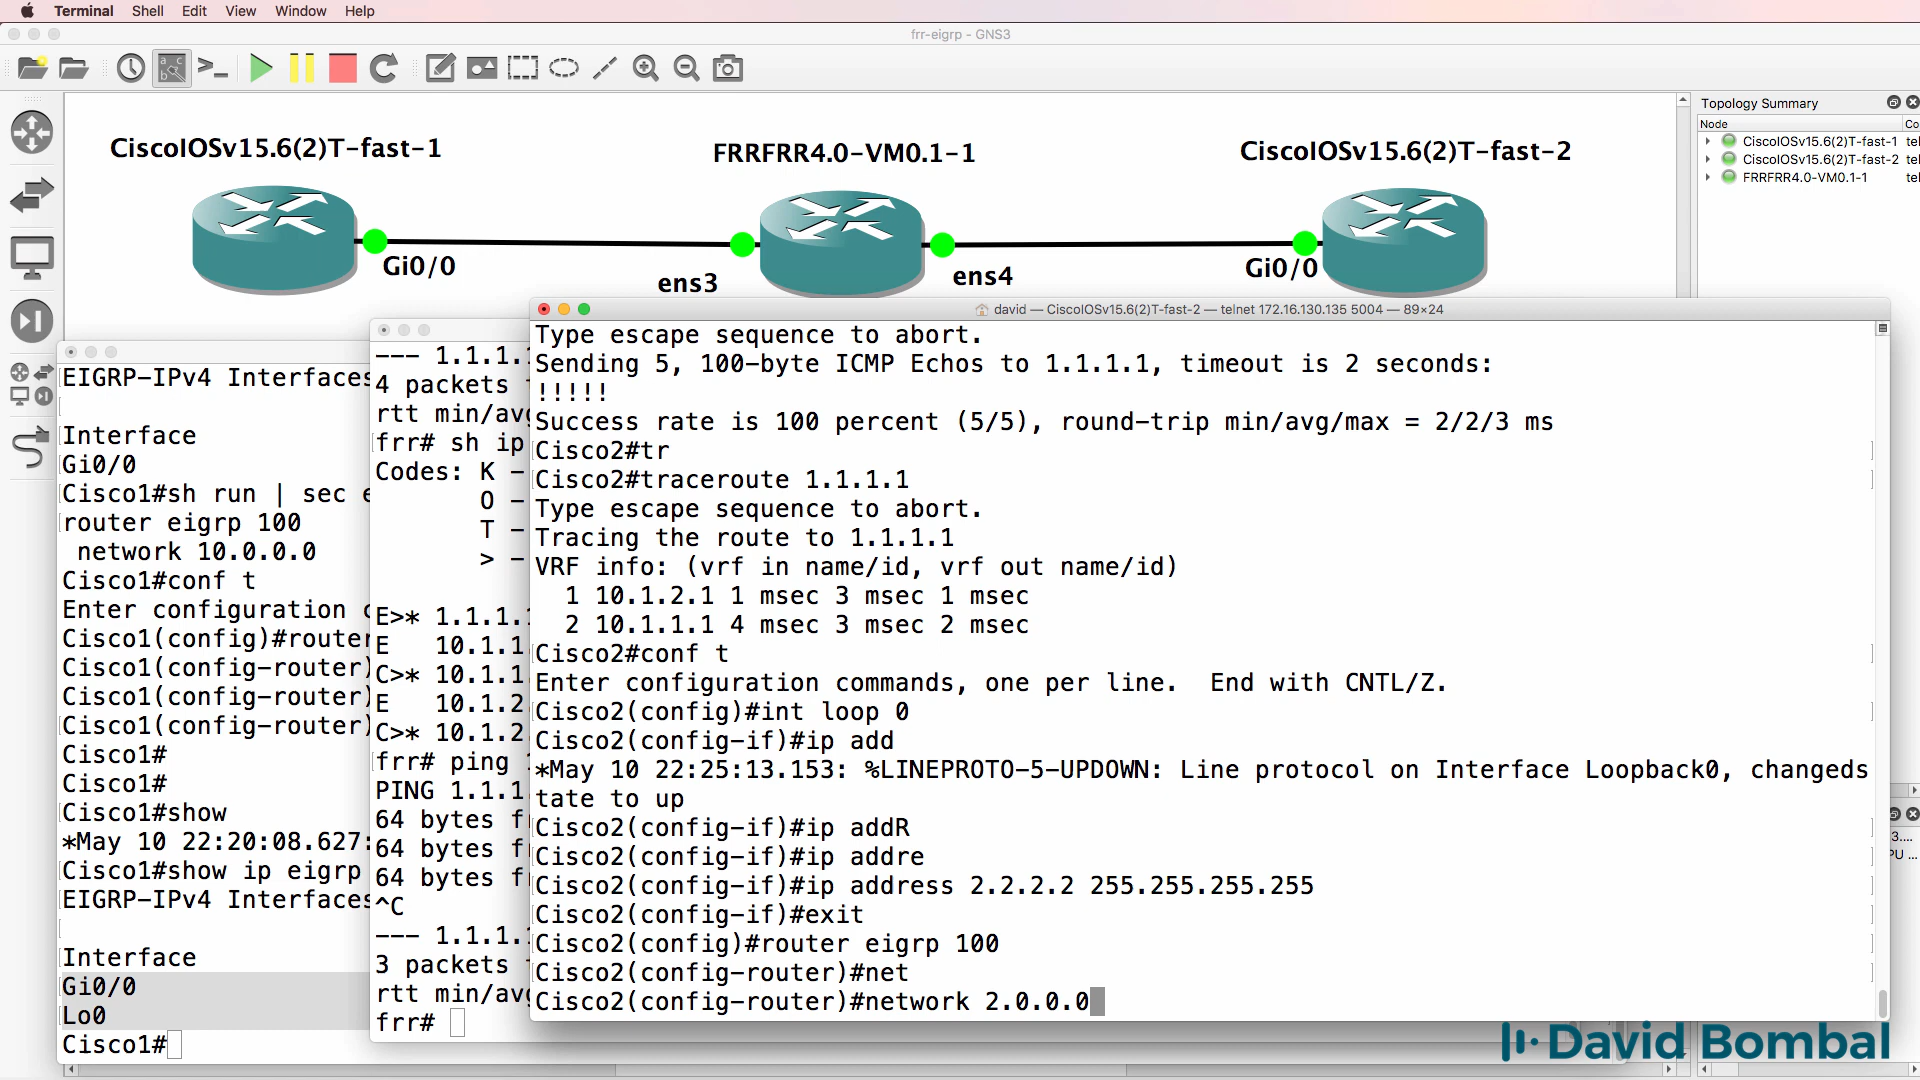 Terminal Shell Edit View Window Help
frr-eigrp - GNS3
CiscoIOSv15.6(2)T-fast-1
FRRFRR4.0-VM0.1-1
CiscoIOSv15.6(2)T-fast-2
Gi0/0
ens3
ens4
Gi0/0
Topology Summary
Node Co
CiscoIOSv15.6(2)T-fast-1 tel
CiscoIOSv15.6(2)T-fast-2 tel
FRRFRR4.0-VM0.1-1 tel
EIGRP-IPv4 Interfaces
Interface
Gi0/0
Cisco1#sh run | sec e
router eigrp 100
network 10.0.0.0
Cisco1#conf t
Enter configuration c
Cisco1(config)#router
Cisco1(config-router)
Cisco1(config-router)
Cisco1(config-router)
Cisco1#
Cisco1#
Cisco1#show
*May 10 22:20:08.627:
Cisco1#show ip eigrp
EIGRP-IPv4 Interfaces
Interface
Gi0/0
Lo0
Cisco1#
--- 1.1.1.1
4 packets
rtt min/avg
frr# sh ip
Codes: K -
O -
T -
> -
E>* 1.1.1.1
E 10.1.1
C>* 10.1.1
E 10.1.2
C>* 10.1.2
frr# ping
PING 1.1.1
64 bytes fr
64 bytes fr
64 bytes fr
^C
--- 1.1.1.1
3 packets
rtt min/avg
frr#
david — CiscoIOSv15.6(2)T-fast-2 — telnet 172.16.130.135 5004 — 89×24
Type escape sequence to abort.
Sending 5, 100-byte ICMP Echos to 1.1.1.1, timeout is 2 seconds:
!!!!!
Success rate is 100 percent (5/5), round-trip min/avg/max = 2/2/3 ms
Cisco2#tr
Cisco2#traceroute 1.1.1.1
Type escape sequence to abort.
Tracing the route to 1.1.1.1
VRF info: (vrf in name/id, vrf out name/id)
1 10.1.2.1 1 msec 3 msec 1 msec
2 10.1.1.1 4 msec 3 msec 2 msec
Cisco2#conf t
Enter configuration commands, one per line. End with CNTL/Z.
Cisco2(config)#int loop 0
Cisco2(config-if)#ip add
*May 10 22:25:13.153: %LINEPROTO-5-UPDOWN: Line protocol on Interface Loopback0, changeds
tate to up
Cisco2(config-if)#ip addR
Cisco2(config-if)#ip addre
Cisco2(config-if)#ip address 2.2.2.2 255.255.255.255
Cisco2(config-if)#exit
Cisco2(config)#router eigrp 100
Cisco2(config-router)#net
Cisco2(config-router)#network 2.0.0.0
3....
PU ...
David Bombal